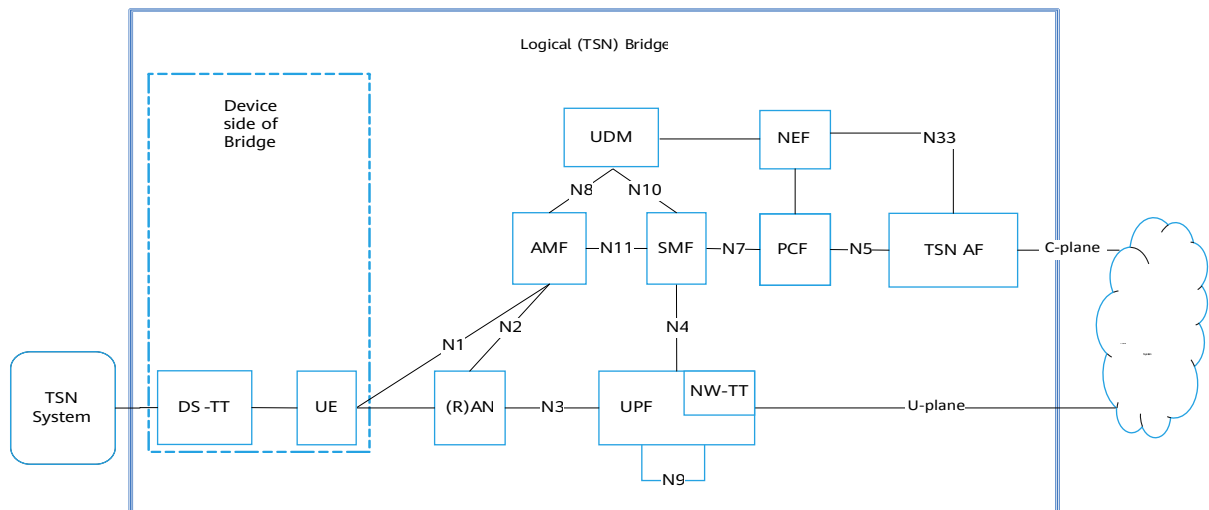 Logical (TSN) Bridge
Device
side of
Bridge
UDM
NEF
N33
N8
N10
AMF
N11
SMF
N7
PCF
N5
TSN AF
C-plane
N1
N2
N4
TSN
System
DS-TT
UE
(R)AN
N3
UPF
NW-TT
U-plane
N9